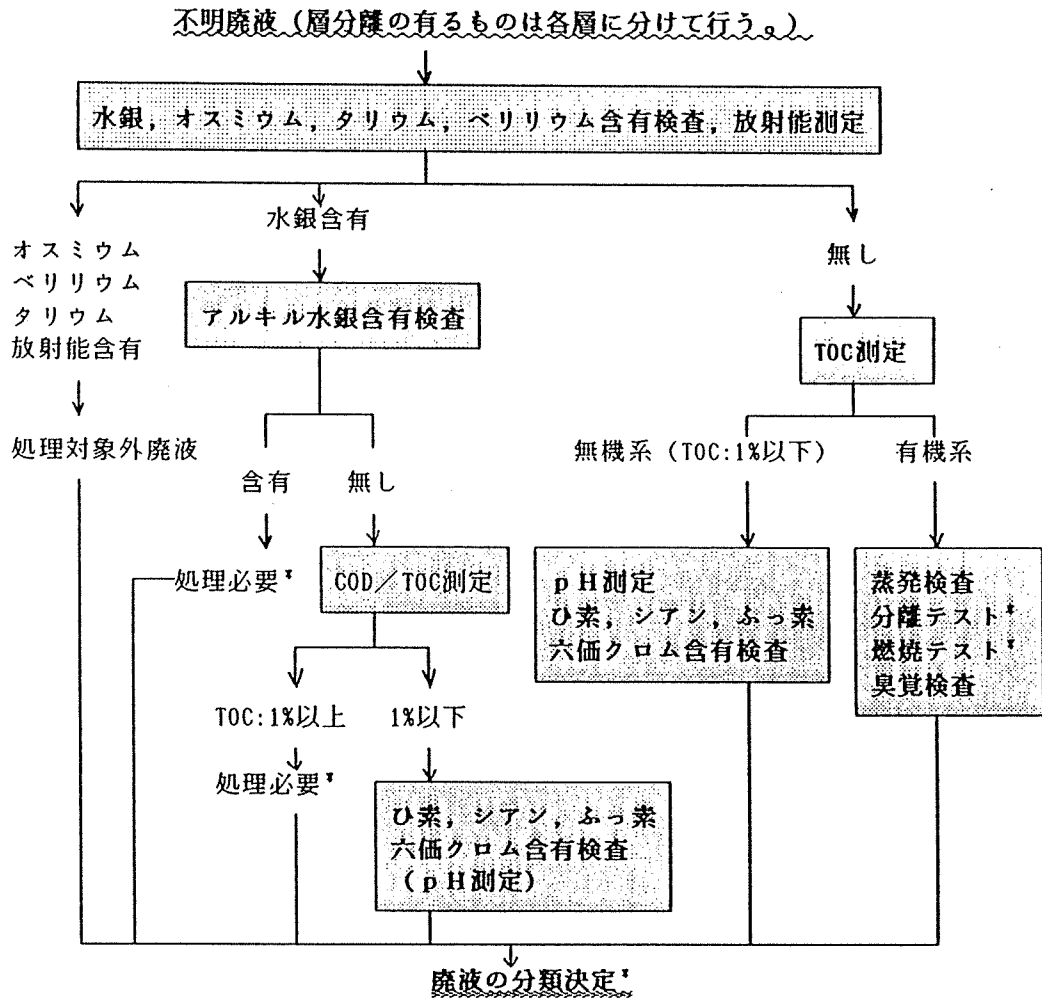 不明廃液（層分離の有るものは各層に分けて行う。）
水銀，オスミウム，タリウム，ベリリウム含有検査，放射能測定
オスミウム
ベリリウム
タリウム
放射能含有
処理対象外廃液
水銀含有
アルキル水銀含有検査
含有
無し
処理必要*
COD／TOC測定
TOC:1%以上
1%以下
処理必要*
ひ素，シアン，ふっ素
六価クロム含有検査
（ｐＨ測定）
無し
TOC測定
無機系（TOC:1%以下）
有機系
ｐＨ測定
ひ素，シアン，ふっ素
六価クロム含有検査
蒸発検査
分離テスト*
燃焼テスト*
臭覚検査
廃液の分類決定*